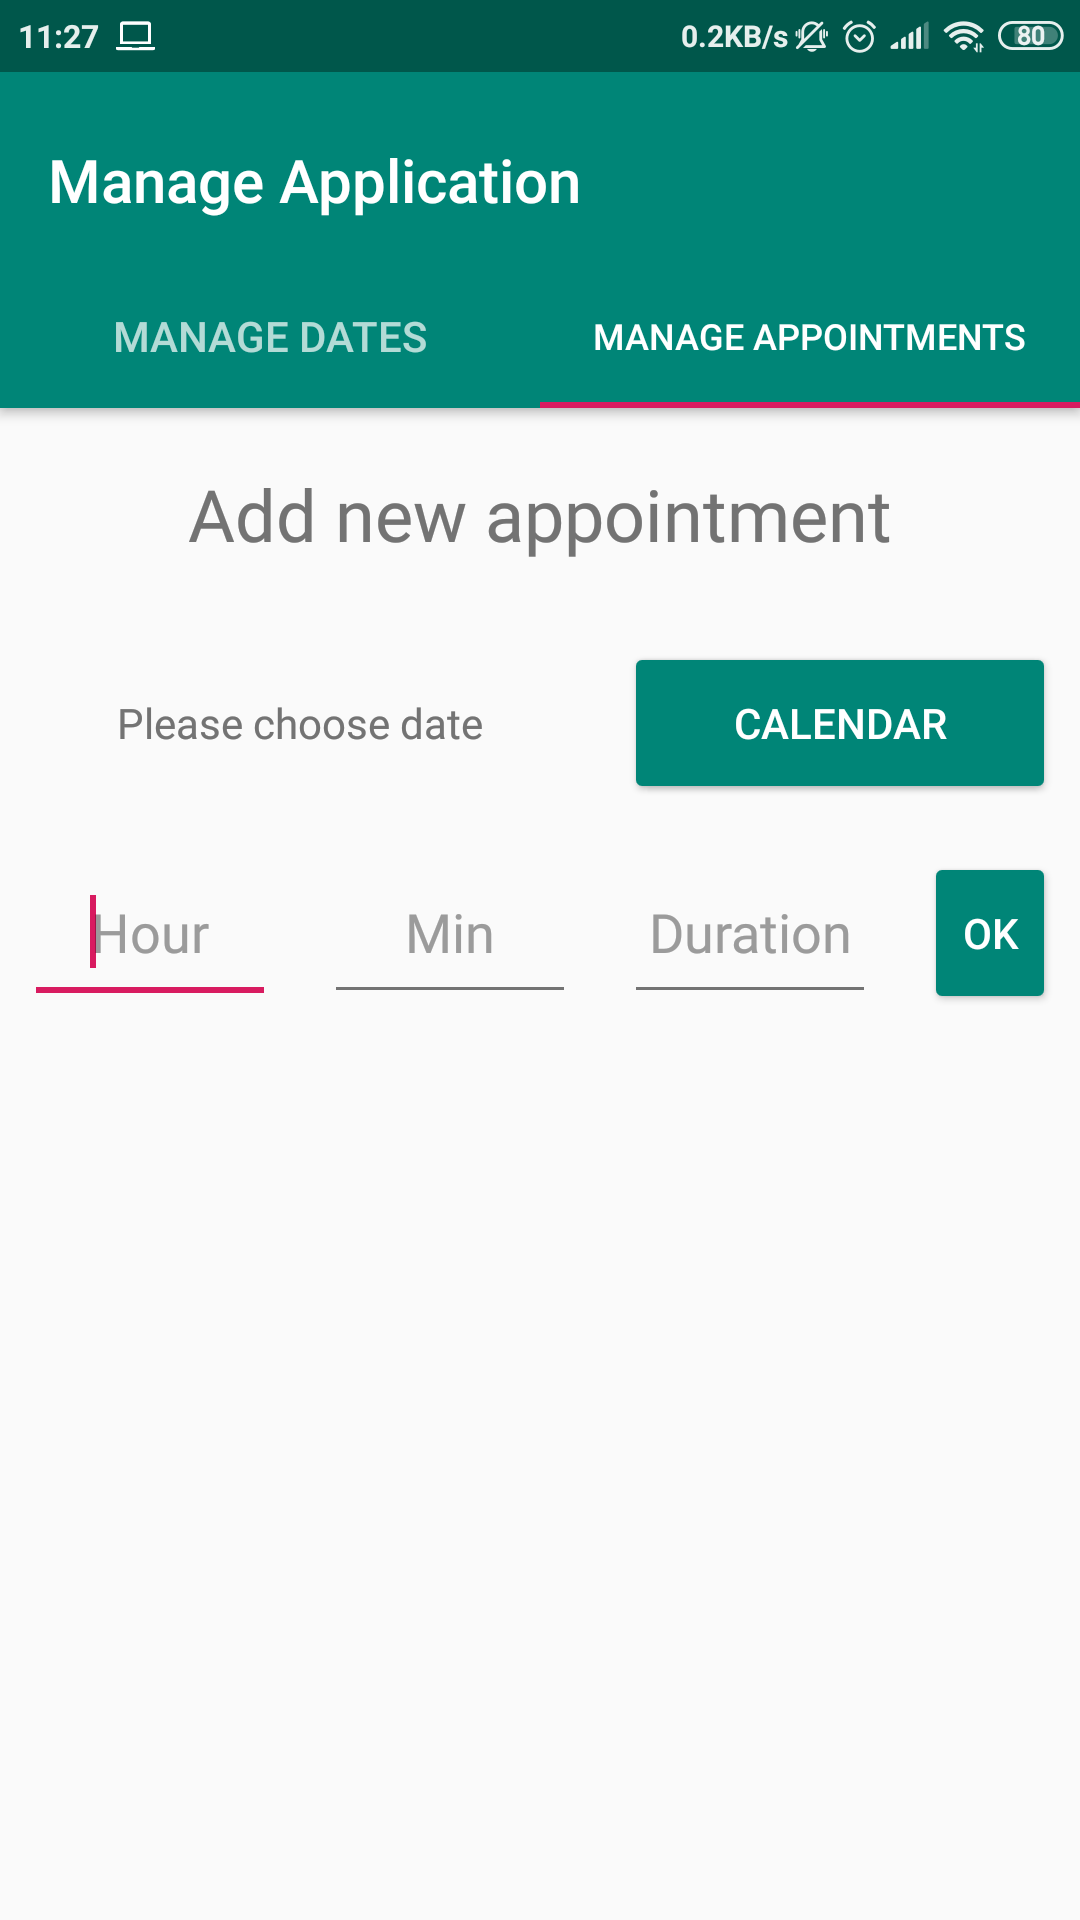 11:27 0.2KB/s 80
Manage Application
MANAGE DATES MANAGE APPOINTMENTS
Add new appointment
Please choose date CALENDAR
Hour Min Duration OK